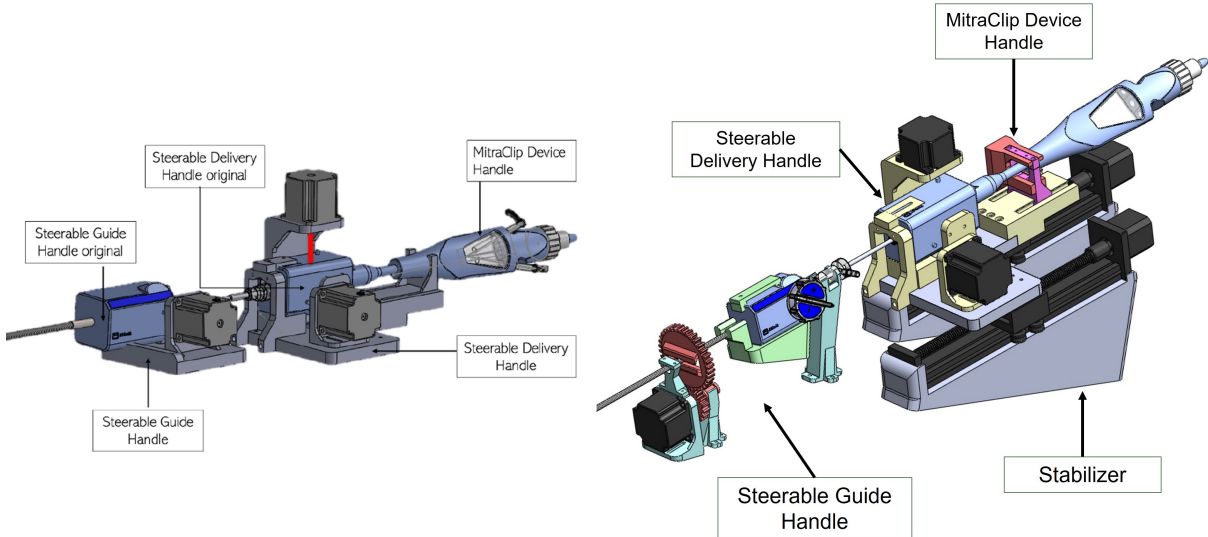 Steerable Delivery
Handle original
MitraClip Device
Handle
Steerable Guide
Handle original
Steerable Delivery
Handle
Steerable Guide
Handle
MitraClip Device
Handle
Steerable
Delivery Handle
Stabilizer
Steerable Guide
Handle